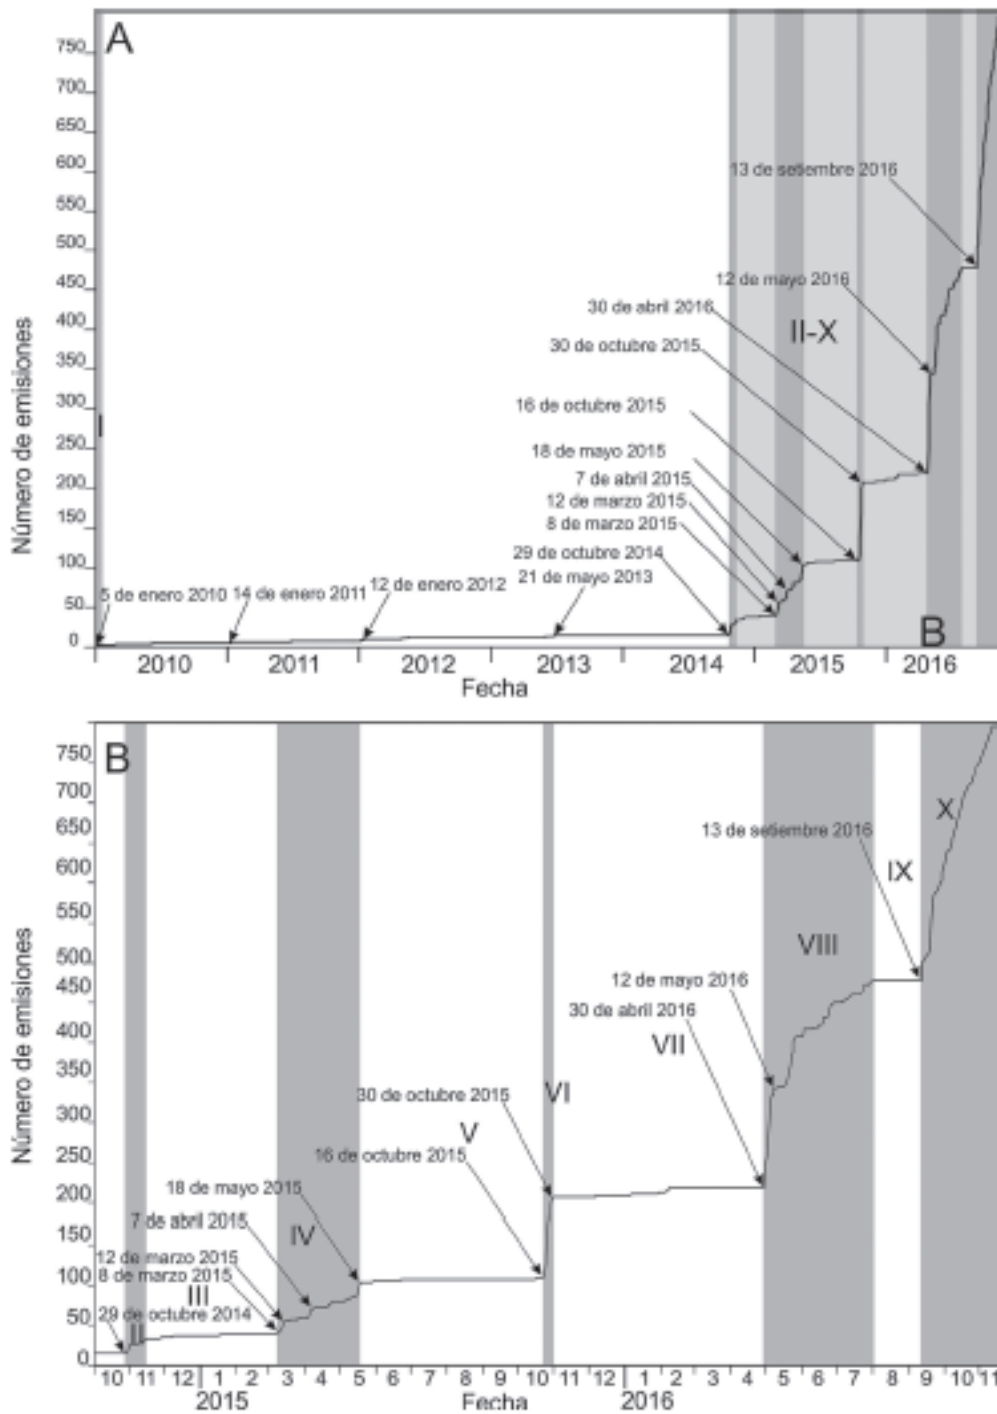 A
750
700
650
600
550
500
450
400
350
300
250
200
150
100
50
0
Número de emisiones
I
13 de setiembre 2016
12 de mayo 2016
30 de abril 2016
II-X
30 de octubre 2015
16 de octubre 2015
18 de mayo 2015
7 de abril 2015
12 de marzo 2015
8 de marzo 2015
29 de octubre 2014
21 de mayo 2013
5 de enero 2010
14 de enero 2011
12 de enero 2012
B
2010 2011 2012 2013 2014 2015 2016
Fecha
B
750
700
650
600
550
500
450
400
350
300
250
200
150
100
50
0
Número de emisiones
X
13 de setiembre 2016
IX
VIII
12 de mayo 2016
30 de abril 2016
VII
30 de octubre 2015
VI
V
16 de octubre 2015
18 de mayo 2015
7 de abril 2015
IV
12 de marzo 2015
8 de marzo 2015
III
29 de octubre 2014
II
10 11 12 1 2 3 4 5 6 7 8 9 10 11 12 1 2 3 4 5 6 7 8 9 10 11
2015 Fecha 2016